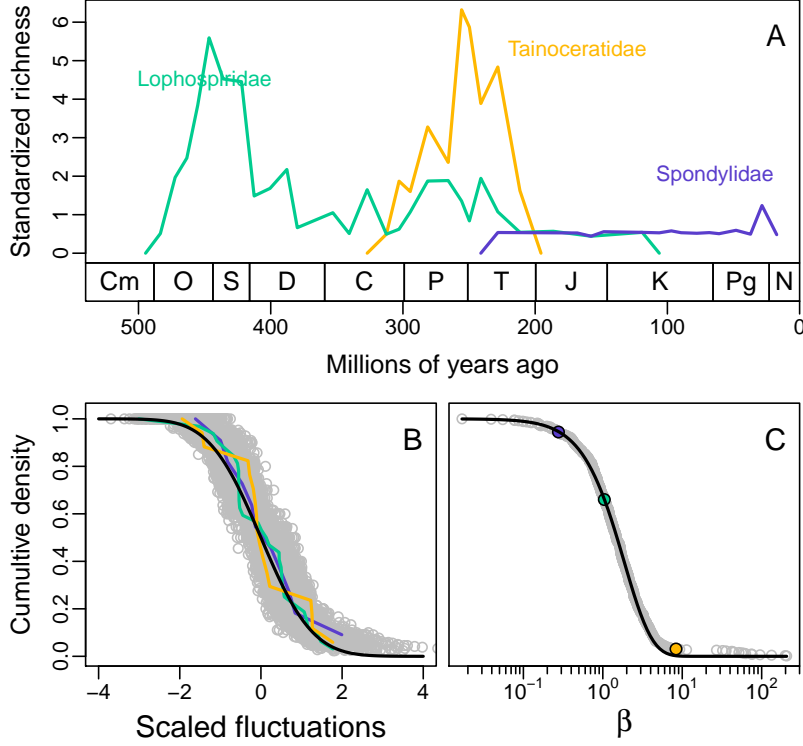 A
Standardized richness
6
5
4
3
2
1
0
Lophospiridae
Tainoceratidae
Spondylidae
Cm O S D C P T J K Pg N
500 400 300 200 100 0
Millions of years ago
B
Cumultive density
1.0
0.8
0.6
0.4
0.2
0.0
−4 −2 0 2 4
Scaled fluctuations
C
10⁻¹ 10⁰ 10¹ 10²
β